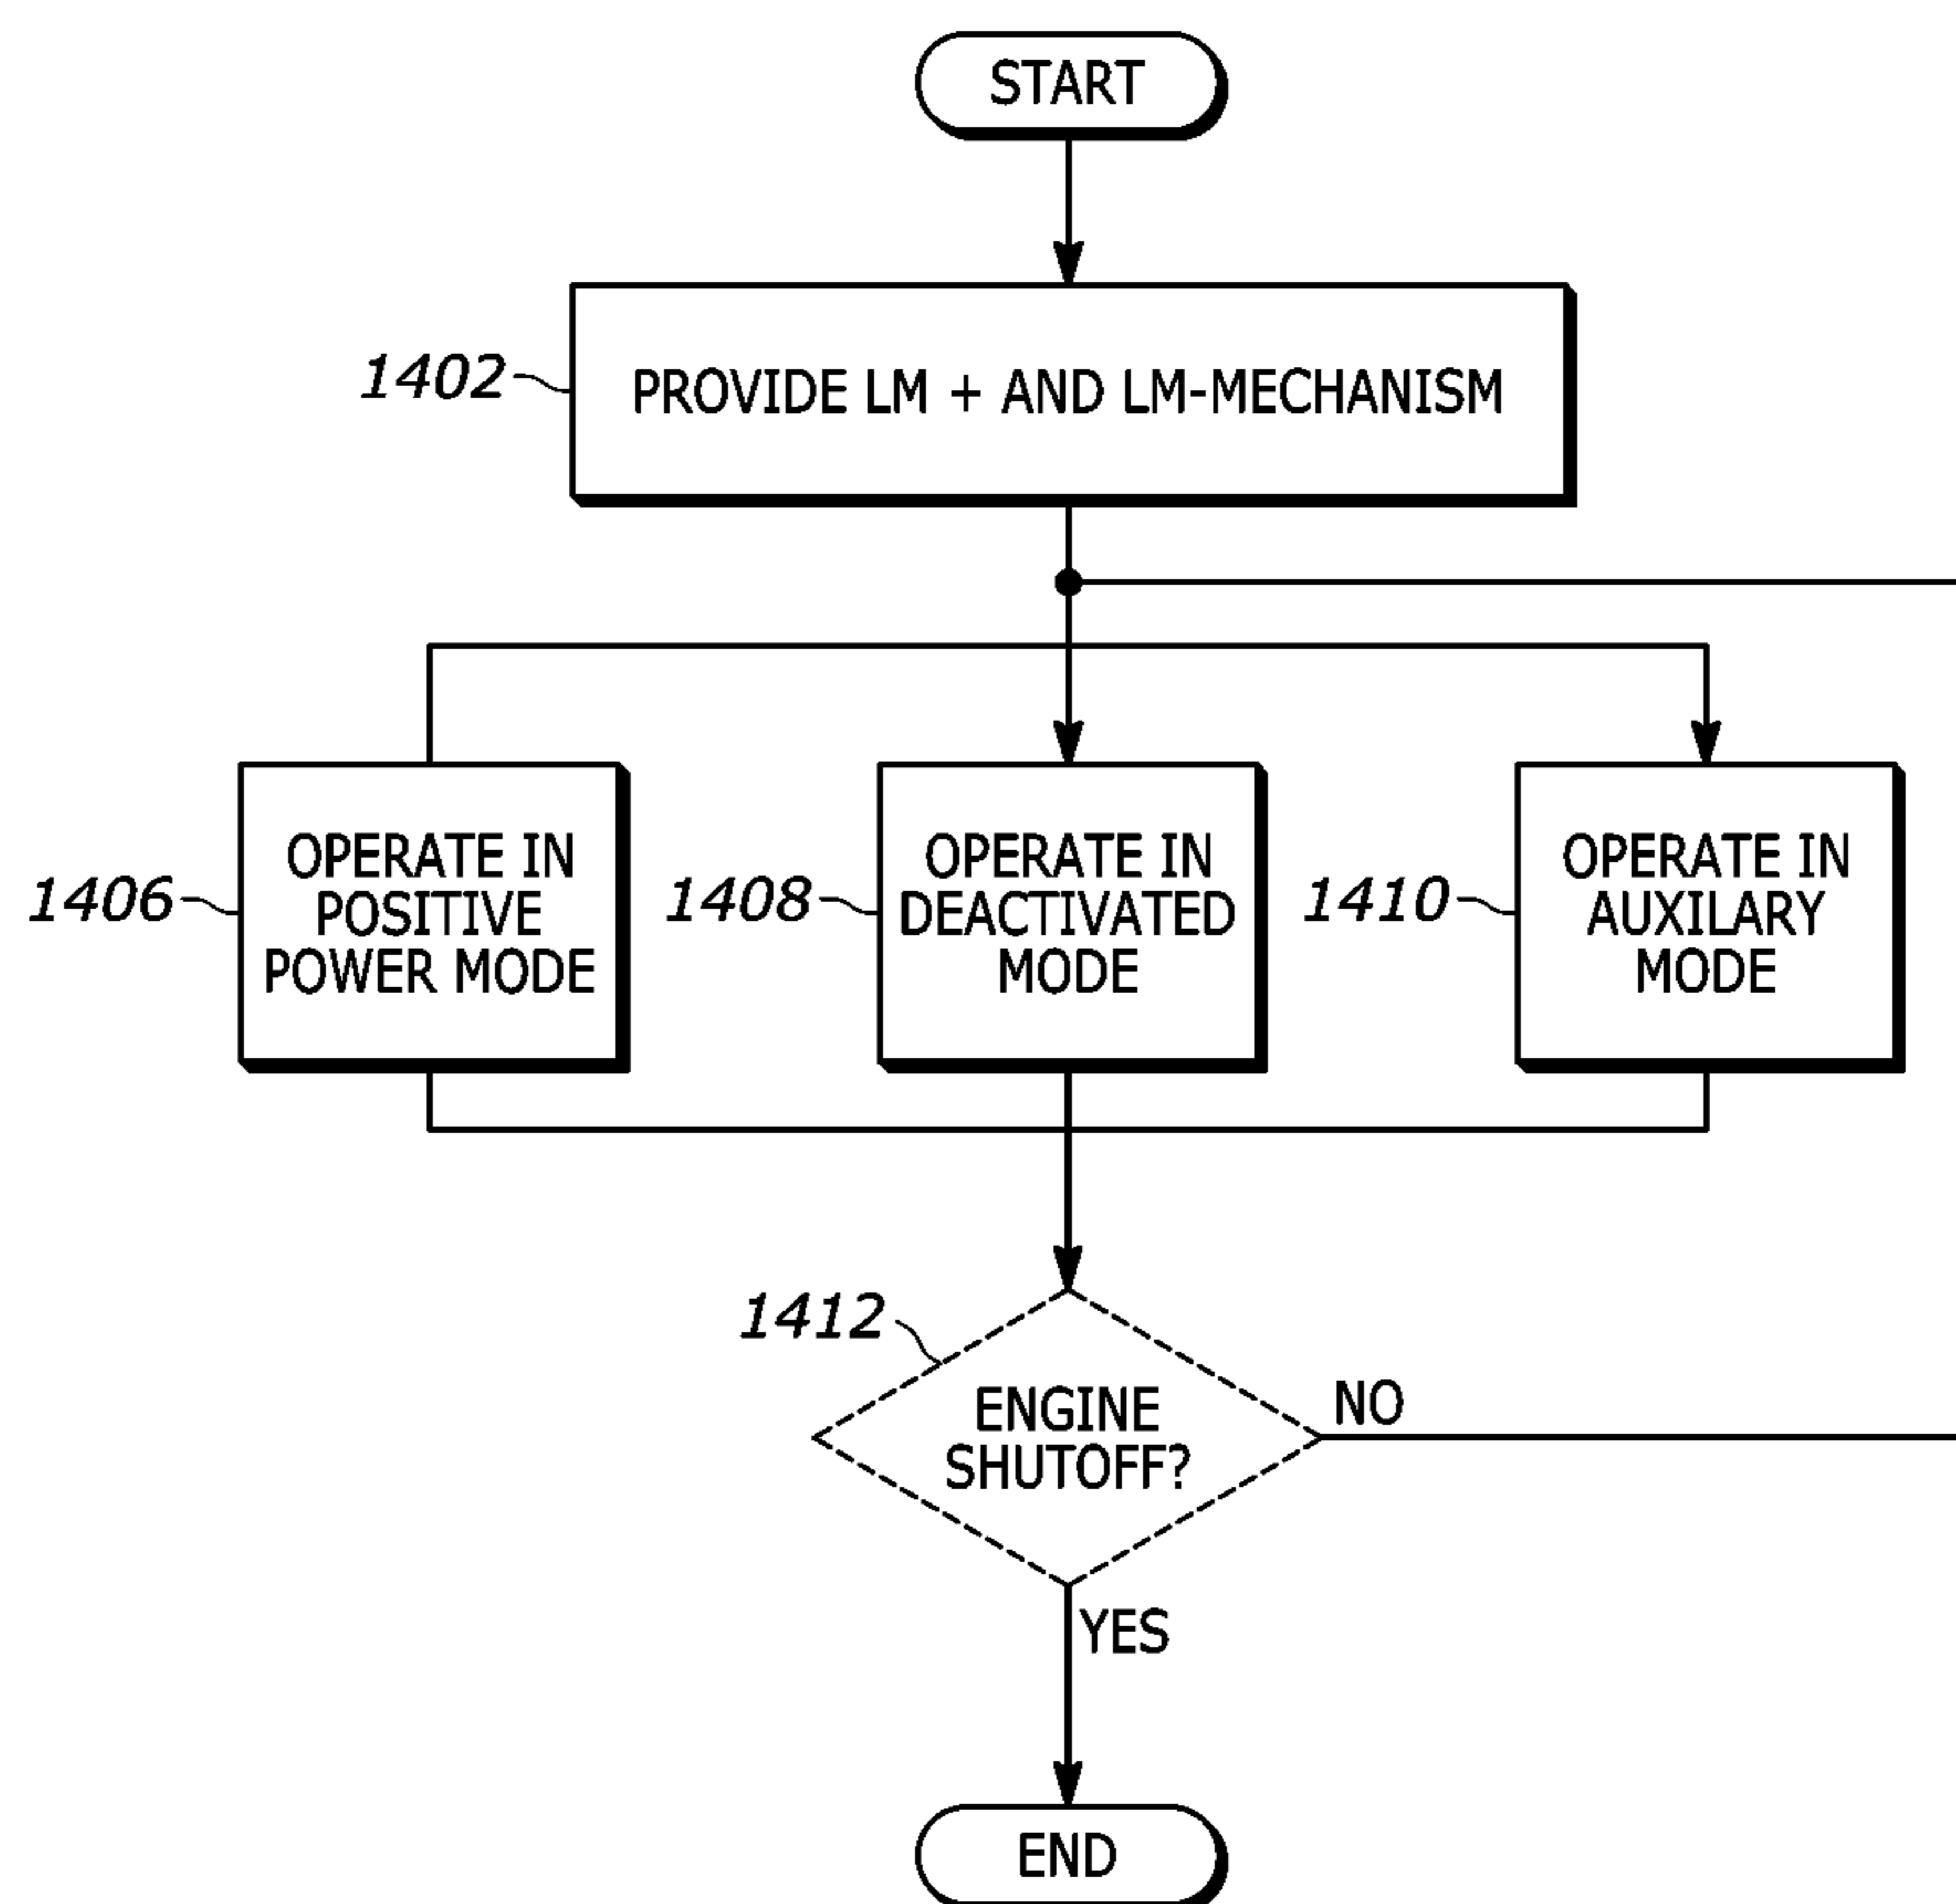 START
1402
PROVIDE LM + AND LM-MECHANISM
1406
OPERATE IN
POSITIVE
POWER MODE
1408
OPERATE IN
DEACTIVATED
MODE
1410
OPERATE IN
AUXILARY
MODE
1412
ENGINE
SHUTOFF?
NO
YES
END